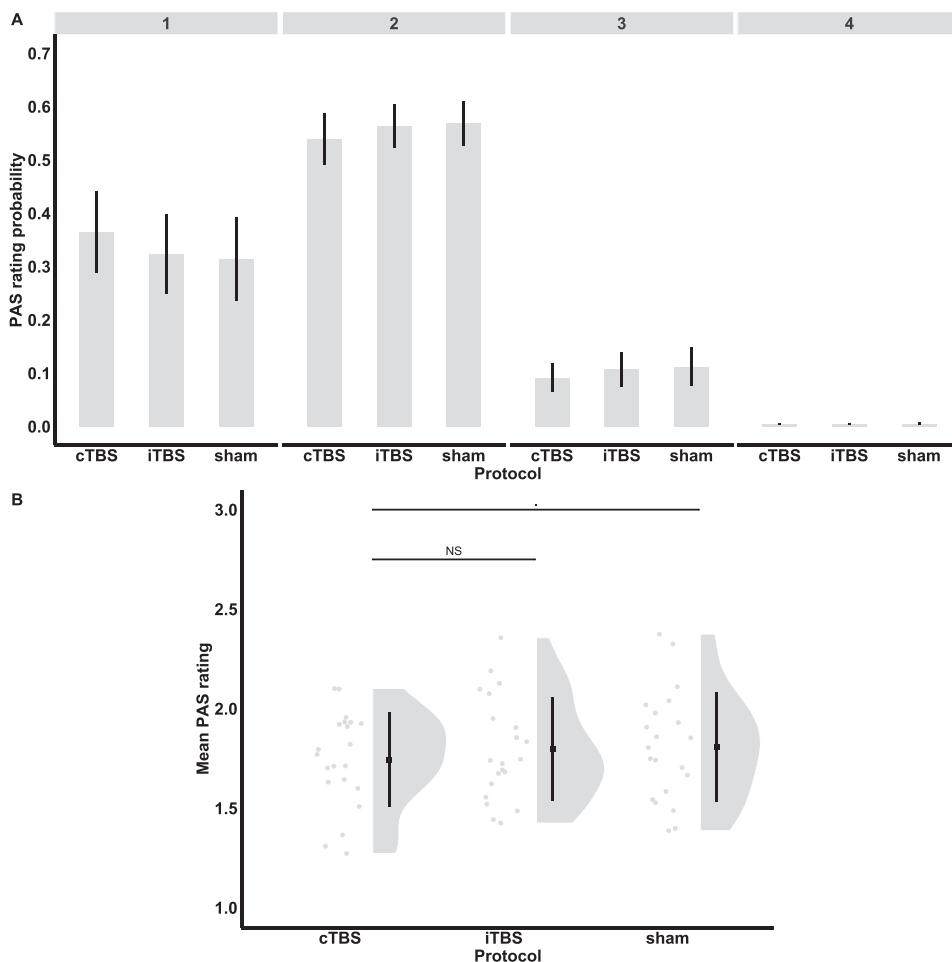 A
1 2 3 4
0.7
0.6
0.5
0.4
0.3
0.2
0.1
0.0
PAS rating probability
cTBS iTBS sham cTBS iTBS sham cTBS iTBS sham cTBS iTBS sham
Protocol
B
3.0
2.5
2.0
1.5
1.0
Mean PAS rating
.
NS
cTBS iTBS sham
Protocol